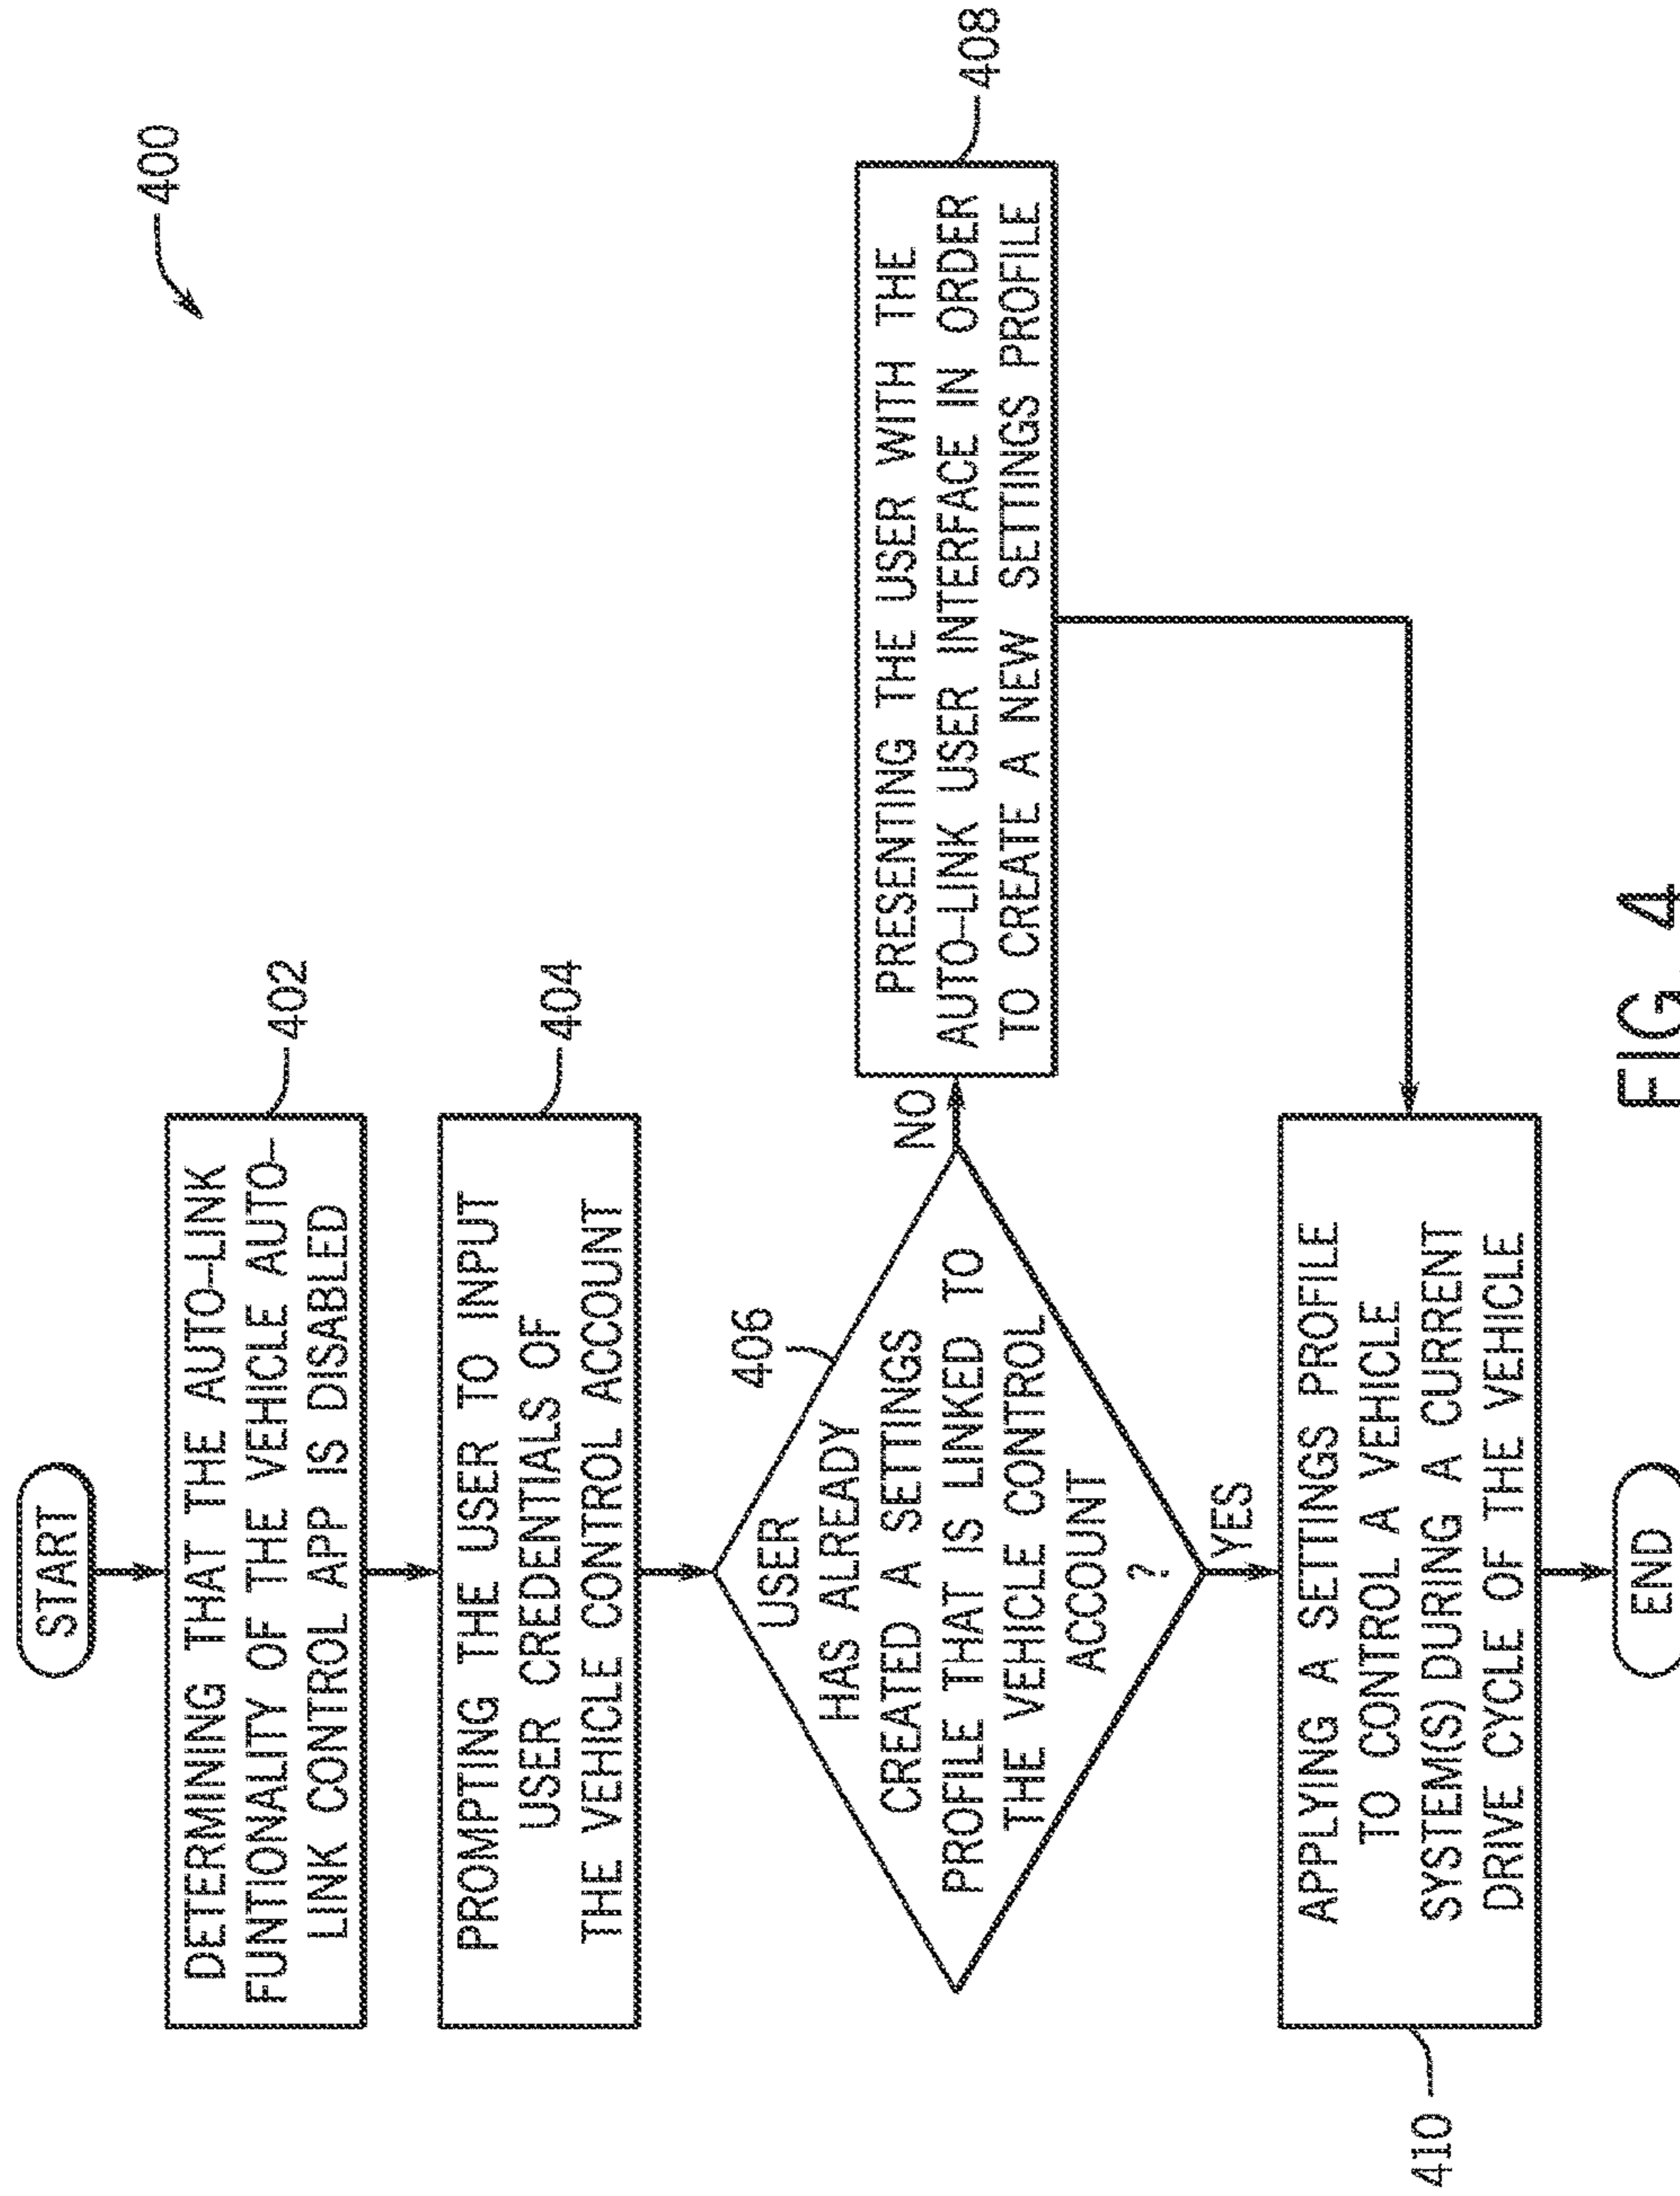 400
START
DETERMINING THAT THE AUTO-LINK
FUNTIONALITY OF THE VEHICLE AUTO-
LINK CONTROL APP IS DISABLED
402
PROMPTING THE USER TO INPUT
USER CREDENTIALS OF
THE VEHICLE CONTROL ACCOUNT
404
406
USER
HAS ALREADY
CREATED A SETTINGS
PROFILE THAT IS LINKED TO
THE VEHICLE CONTROL
ACCOUNT
?
NO
PRESENTING THE USER WITH THE
AUTO-LINK USER INTERFACE IN ORDER
TO CREATE A NEW SETTINGS PROFILE
408
YES
APPLYING A SETTINGS PROFILE
TO CONTROL A VEHICLE
SYSTEM(S) DURING A CURRENT
DRIVE CYCLE OF THE VEHICLE
410
END
FIG. 4